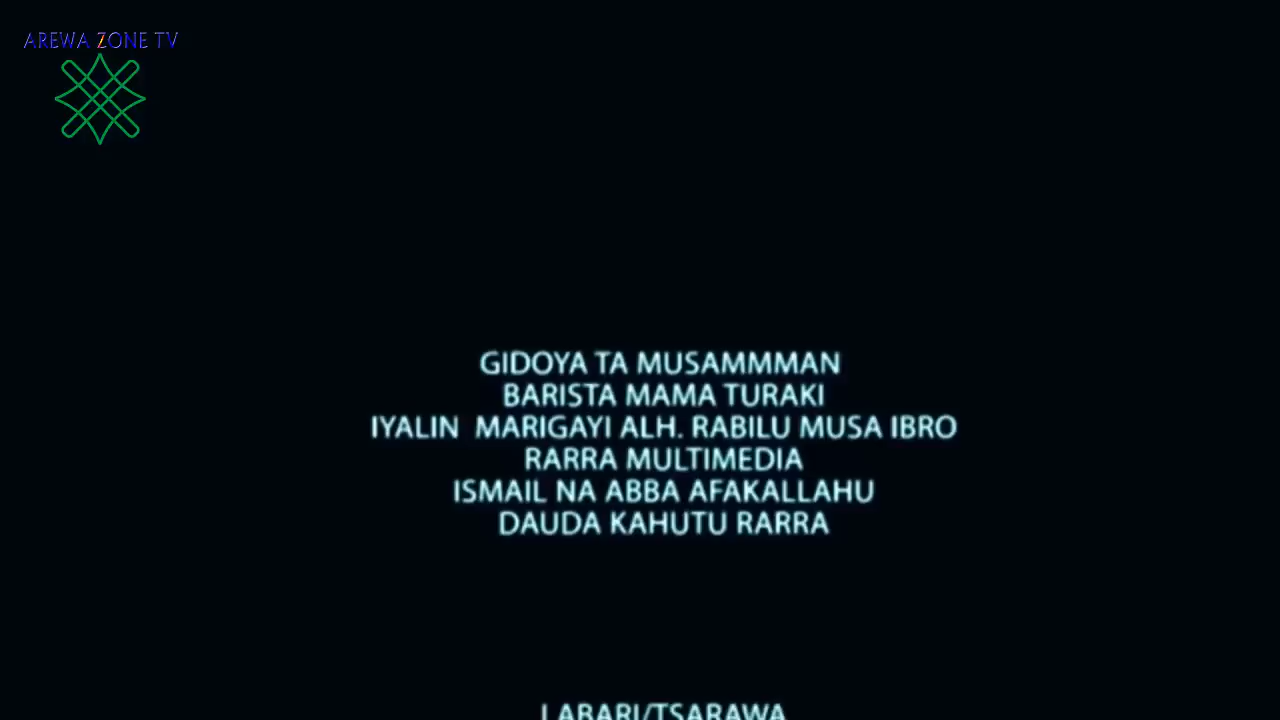 AREWA ZONE TV
GIDOYA TA MUSAMMMAN
BARISTA MAMA TURAKI
IYALIN MARIGAYI ALH. RABILU MUSA IBRO
RARRA MULTIMEDIA
ISMAIL NA ABBA AFAKALLAHU
DAUDA KAHUTU RARRA
LABARI/TSARAWA